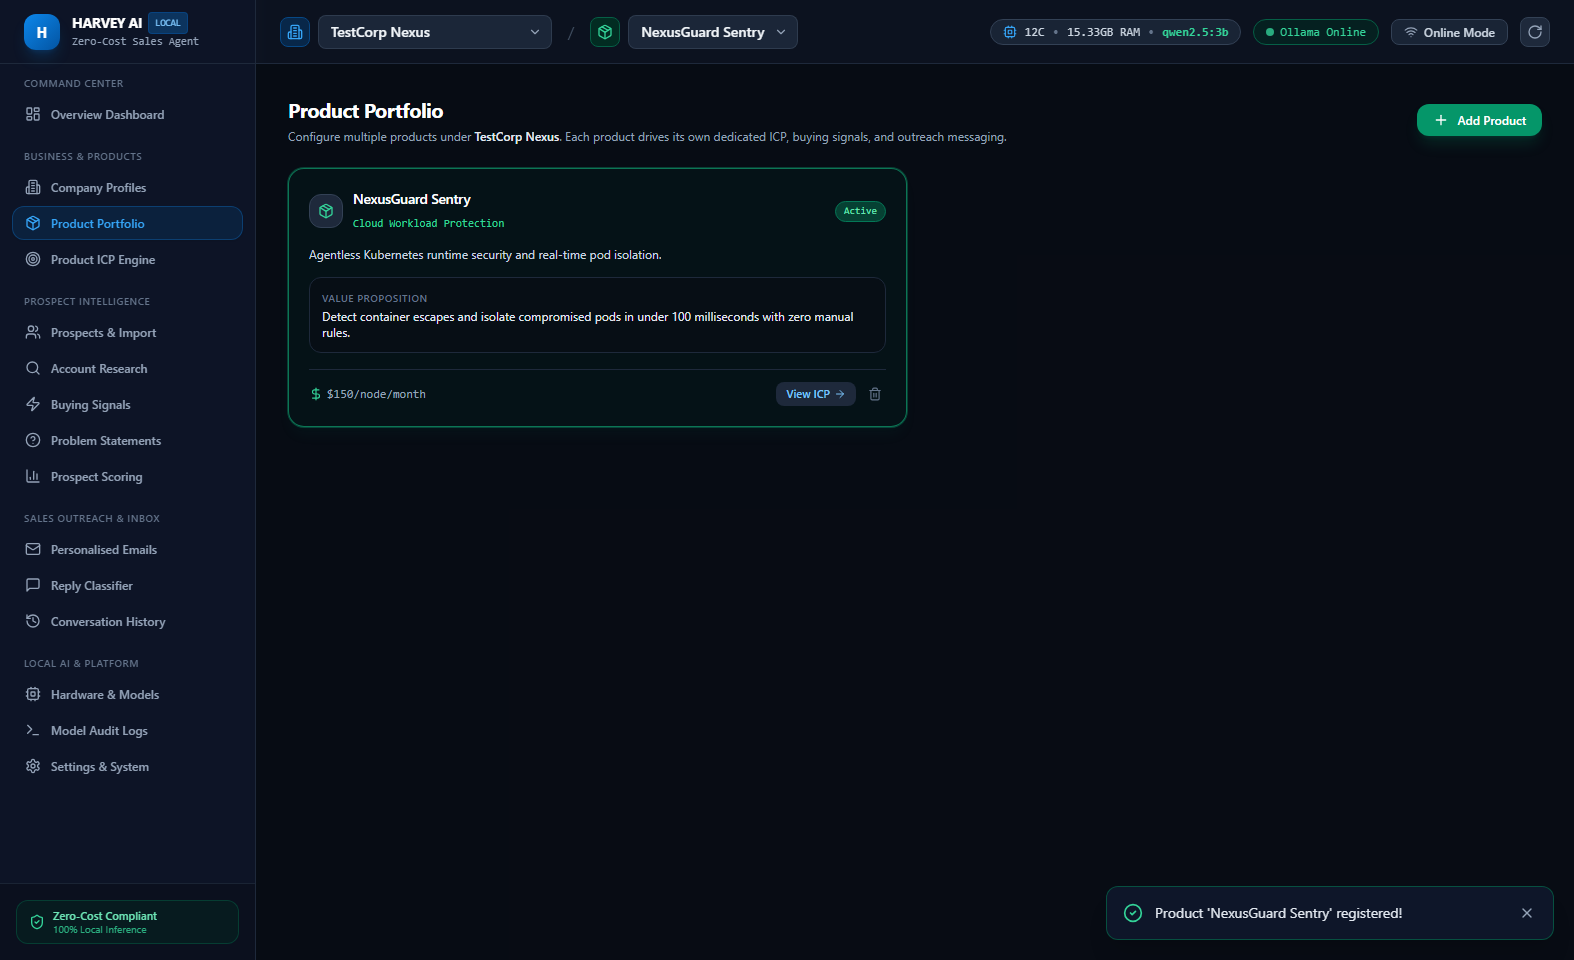 H
HARVEY AI LOCAL
Zero-Cost Sales Agent
TestCorp Nexus
/
NexusGuard Sentry
12C • 15.33GB RAM • qwen2.5:3b
Ollama Online
Online Mode
COMMAND CENTER
Overview Dashboard
BUSINESS & PRODUCTS
Company Profiles
Product Portfolio
Product ICP Engine
PROSPECT INTELLIGENCE
Prospects & Import
Account Research
Buying Signals
Problem Statements
Prospect Scoring
SALES OUTREACH & INBOX
Personalised Emails
Reply Classifier
Conversation History
LOCAL AI & PLATFORM
Hardware & Models
Model Audit Logs
Settings & System
Zero-Cost Compliant
100% Local Inference
Product Portfolio
Configure multiple products under TestCorp Nexus. Each product drives its own dedicated ICP, buying signals, and outreach messaging.
Add Product
NexusGuard Sentry
Cloud Workload Protection
Active
Agentless Kubernetes runtime security and real-time pod isolation.
VALUE PROPOSITION
Detect container escapes and isolate compromised pods in under 100 milliseconds with zero manual
rules.
$150/node/month
View ICP →
Product 'NexusGuard Sentry' registered!